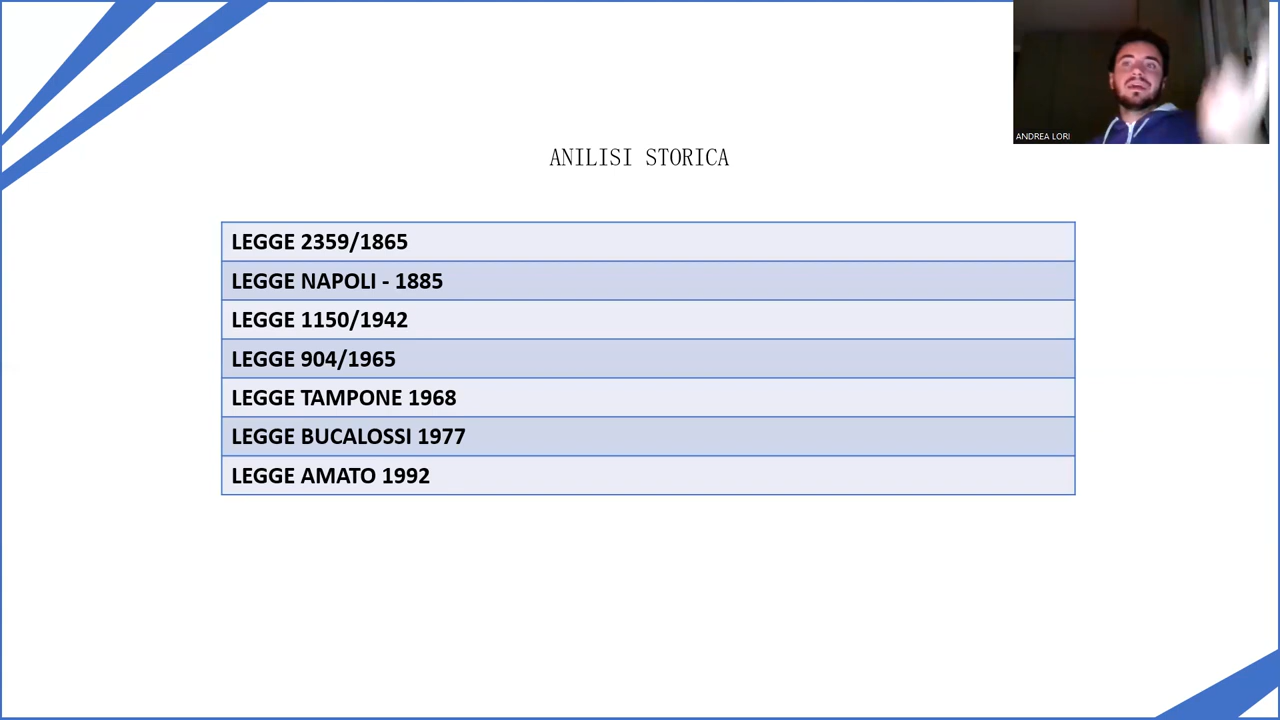 ANDREA LORI
ANILISI STORICA
LEGGE 2359/1865
LEGGE NAPOLI - 1885
LEGGE 1150/1942
LEGGE 904/1965
LEGGE TAMPONE 1968
LEGGE BUCALOSSI 1977
LEGGE AMATO 1992